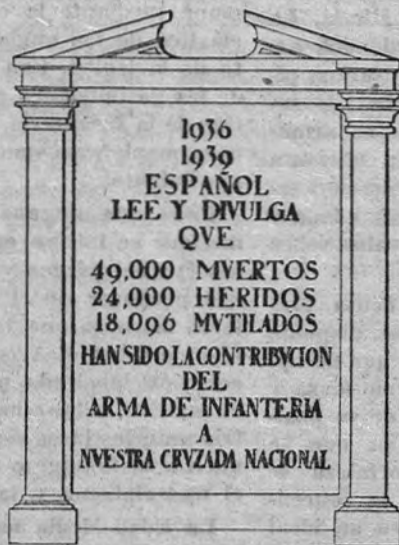 1936
1939
ESPAÑOL
LEE Y DIVULGA
QVE
49,000 MVERTOS
24,000 HERIDOS
18,096 MVTILADOS
HAN SIDO LA CONTRIBVCION
DEL
ARMA DE INFANTERIA
A
NVESTRA CRVZADA NACIONAL